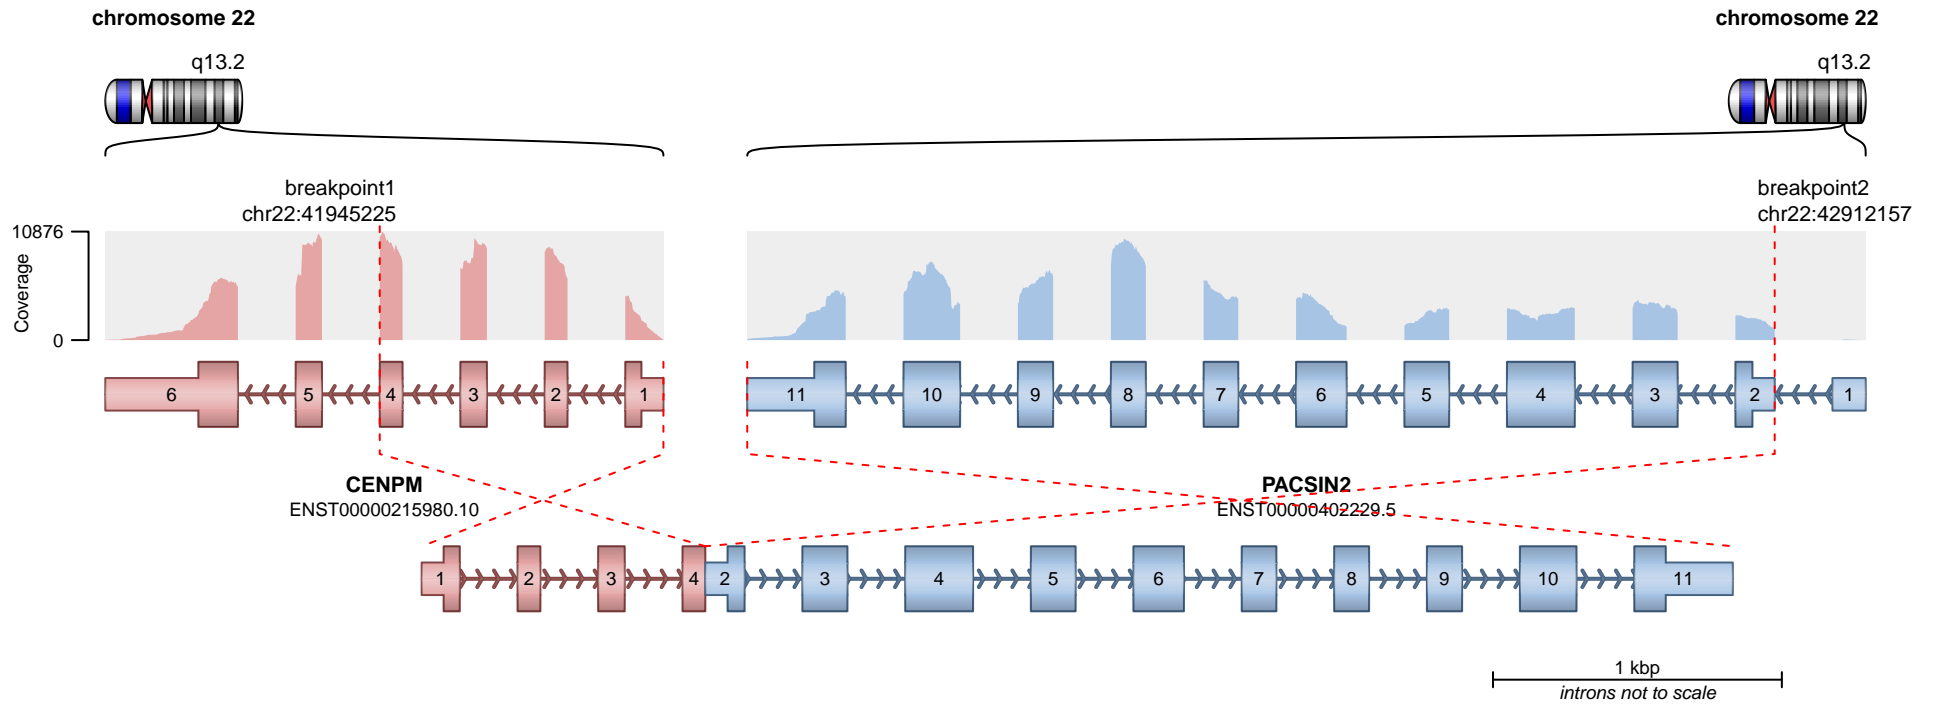 chromosome 22
chromosome 22
q13.2
q13.2
breakpoint1
chr22:41945225
breakpoint2
chr22:42912157
10876
Coverage
0
6 5 4 3 2 1
11 10 9 8 7 6 5 4 3 2 1
CENPM
ENST00000215980.10
PACSIN2
ENST00000402229.5
1 2 3 4 2 3 4 5 6 7 8 9 10 11
1 kbp
introns not to scale